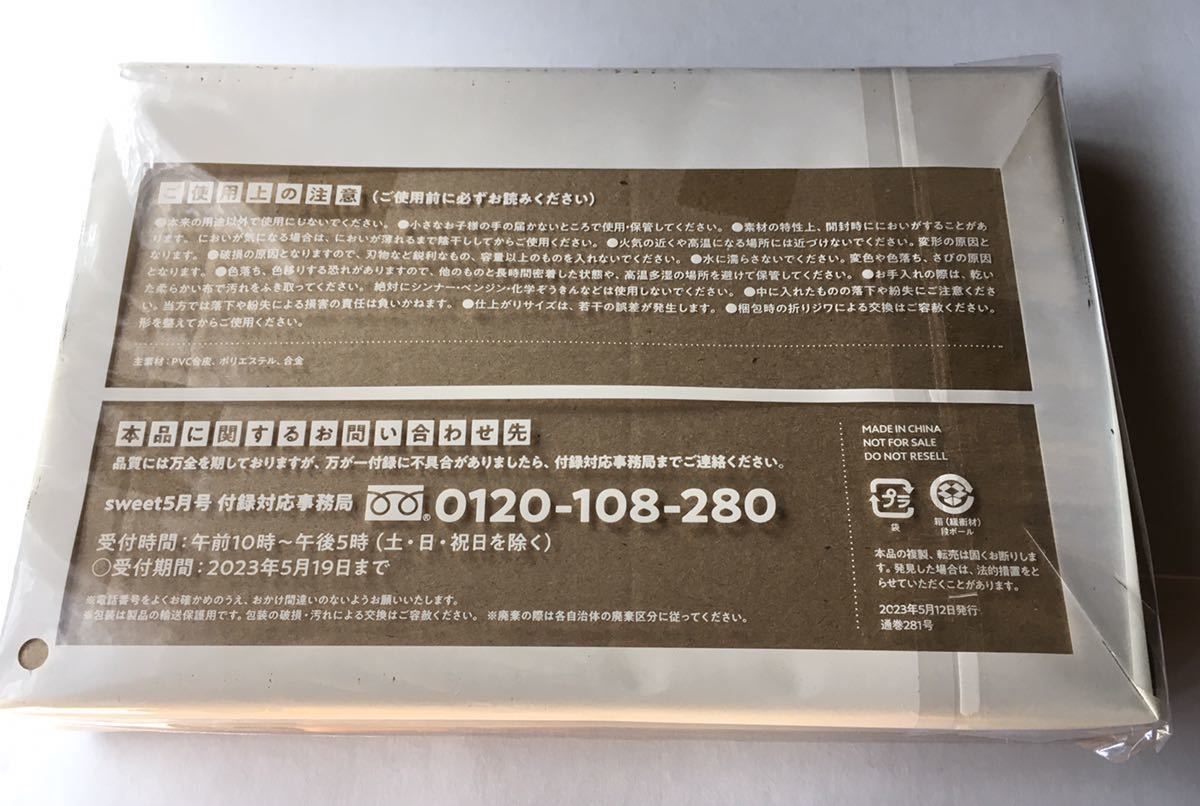 ご使用上の注意 (ご使用前に必ずお読みください)
●本来の用途以外で使用にしないでください。 ●小さなお子様の手の届かないところで使用・保管してください。 ●素材の特性上、開封時ににおいがすることがあ
ります。 においが気になる場合は、においが薄れるまで陰干ししてからご使用ください。 ●火気の近くや高温になる場所には近づけないでください。変形の原因と
なります。 ●破損の原因となりますので、刃物など鋭利なもの、容量以上のものを入れないでください。 ●水に濡らさないでください。変色や色落ち、さびの原因
となります。 ●色落ち、色移りする恐れがありますので、他のものと長時間密着した状態や、高温多湿の場所を避けて保管してください。 ●お手入れの際は、乾い
た柔らかい布で汚れをふき取ってください。 絶対にシンナー・ベンジン・化学ぞうきんなどは使用しないでください。 ●中に入れたものの落下や紛失にご注意くださ
い。当方では落下や紛失による損害の責任は負いかねます。 ●仕上がりサイズは、若干の誤差が発生します。 ●梱包時の折りジワによる交換はご容赦ください。
形を整えてからご使用ください。
主素材:PVC合皮、ポリエステル、合金
本品に関するお問い合わせ先
品質には万全を期しておりますが、万が一付録に不具合がありましたら、付録対応事務局までご連絡ください。
sweet5月号 付録対応事務局 0120-108-280
受付時間:午前10時～午後5時(土・日・祝日を除く)
○受付期間:2023年5月19日まで
※電話番号をよくお確かめのうえ、おかけ間違いのないようお願いいたします。
※包装は製品の輸送保護用です。包装の破損・汚れによる交換はご容赦ください。 ※廃棄の際は各自治体の廃棄区分に従ってください。
MADE IN CHINA
NOT FOR SALE
DO NOT RESELL
プラ
袋
箱(緩衝材)
段ボール
本品の複製、転売は固くお断りしま
す。発見した場合は、法的措置をと
らせていただくことがあります。
2023年5月12日発行
通巻281号